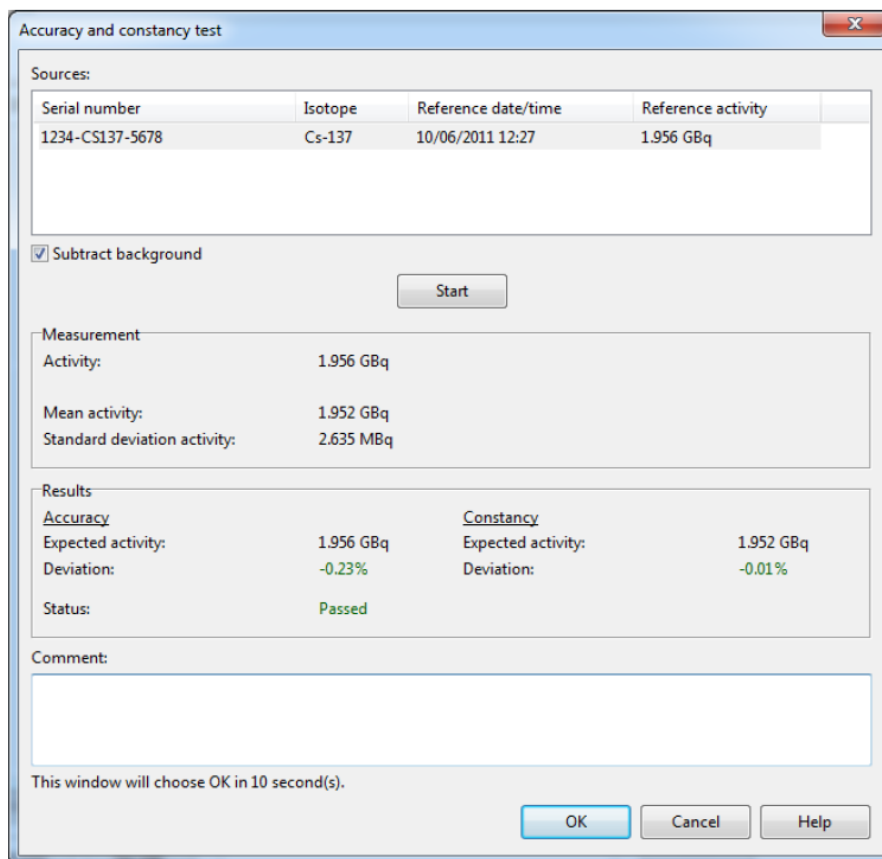 Accuracy and constancy test
Sources:
Serial number Isotope Reference date/time Reference activity
1234-CS137-5678 Cs-137 10/06/2011 12:27 1.956 GBq
Subtract background
Start
Measurement
Activity: 1.956 GBq
Mean activity: 1.952 GBq
Standard deviation activity: 2.635 MBq
Results
Accuracy Constancy
Expected activity: 1.956 GBq Expected activity: 1.952 GBq
Deviation: -0.23% Deviation: -0.01%
Status: Passed
Comment:
This window will choose OK in 10 second(s).
OK Cancel Help